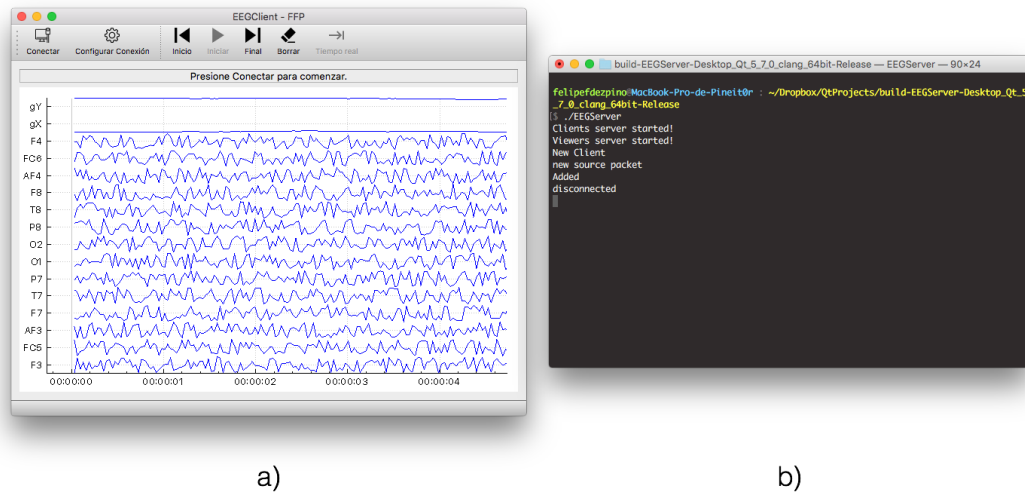 EEGClient - FFP
Conectar Configurar Conexión Inicio Iniciar Final Borrar Tiempo real
Presione Conectar para comenzar.
gY
gX
F4
FC6
AF4
F8
T8
P8
O2
O1
P7
T7
F7
AF3
FC5
F3
00:00:00 00:00:01 00:00:02 00:00:03 00:00:04
a)
build-EEGServer-Desktop_Qt_5_7_0_clang_64bit-Release — EEGServer — 90×24
felipefdezpino@MacBook-Pro-de-Pineit0r : ~/Dropbox/QtProjects/build-EEGServer-Desktop_Qt_5
_7_0_clang_64bit-Release
[$ ./EEGServer
Clients server started!
Viewers server started!
New Client
new source packet
Added
disconnected
b)